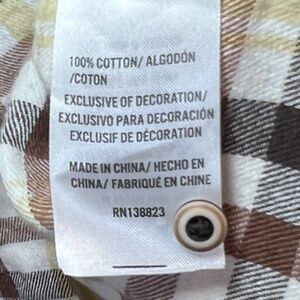 100% COTTON/ ALGODÓN
/COTON
EXCLUSIVE OF DECORATION/
EXCLUSIVO PARA DECORACIÓN
EXCLUSIF DE DÉCORATION
MADE IN CHINA/ HECHO EN
CHINA/ FABRIQUÉ EN CHINE
RN138823